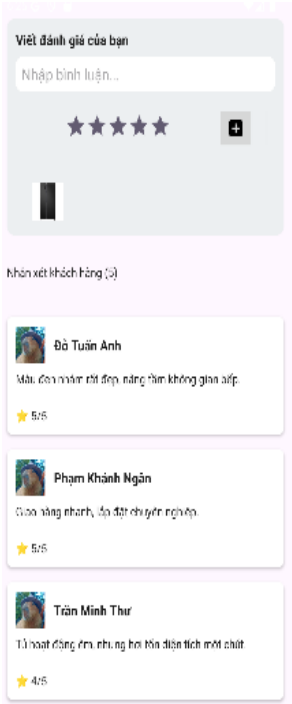 Viết đánh giá của bạn
Nhập bình luận...
Nhận xét khách hàng (5)
Đỗ Tuấn Anh
Màu đen nhám rất đẹp, nâng tầm không gian bếp.
5/5
Phạm Khánh Ngân
Giao hàng nhanh, lắp đặt chuyên nghiệp.
5/5
Trần Minh Thư
Tủ hoạt động êm, nhưng hơi tốn diện tích một chút.
4/5